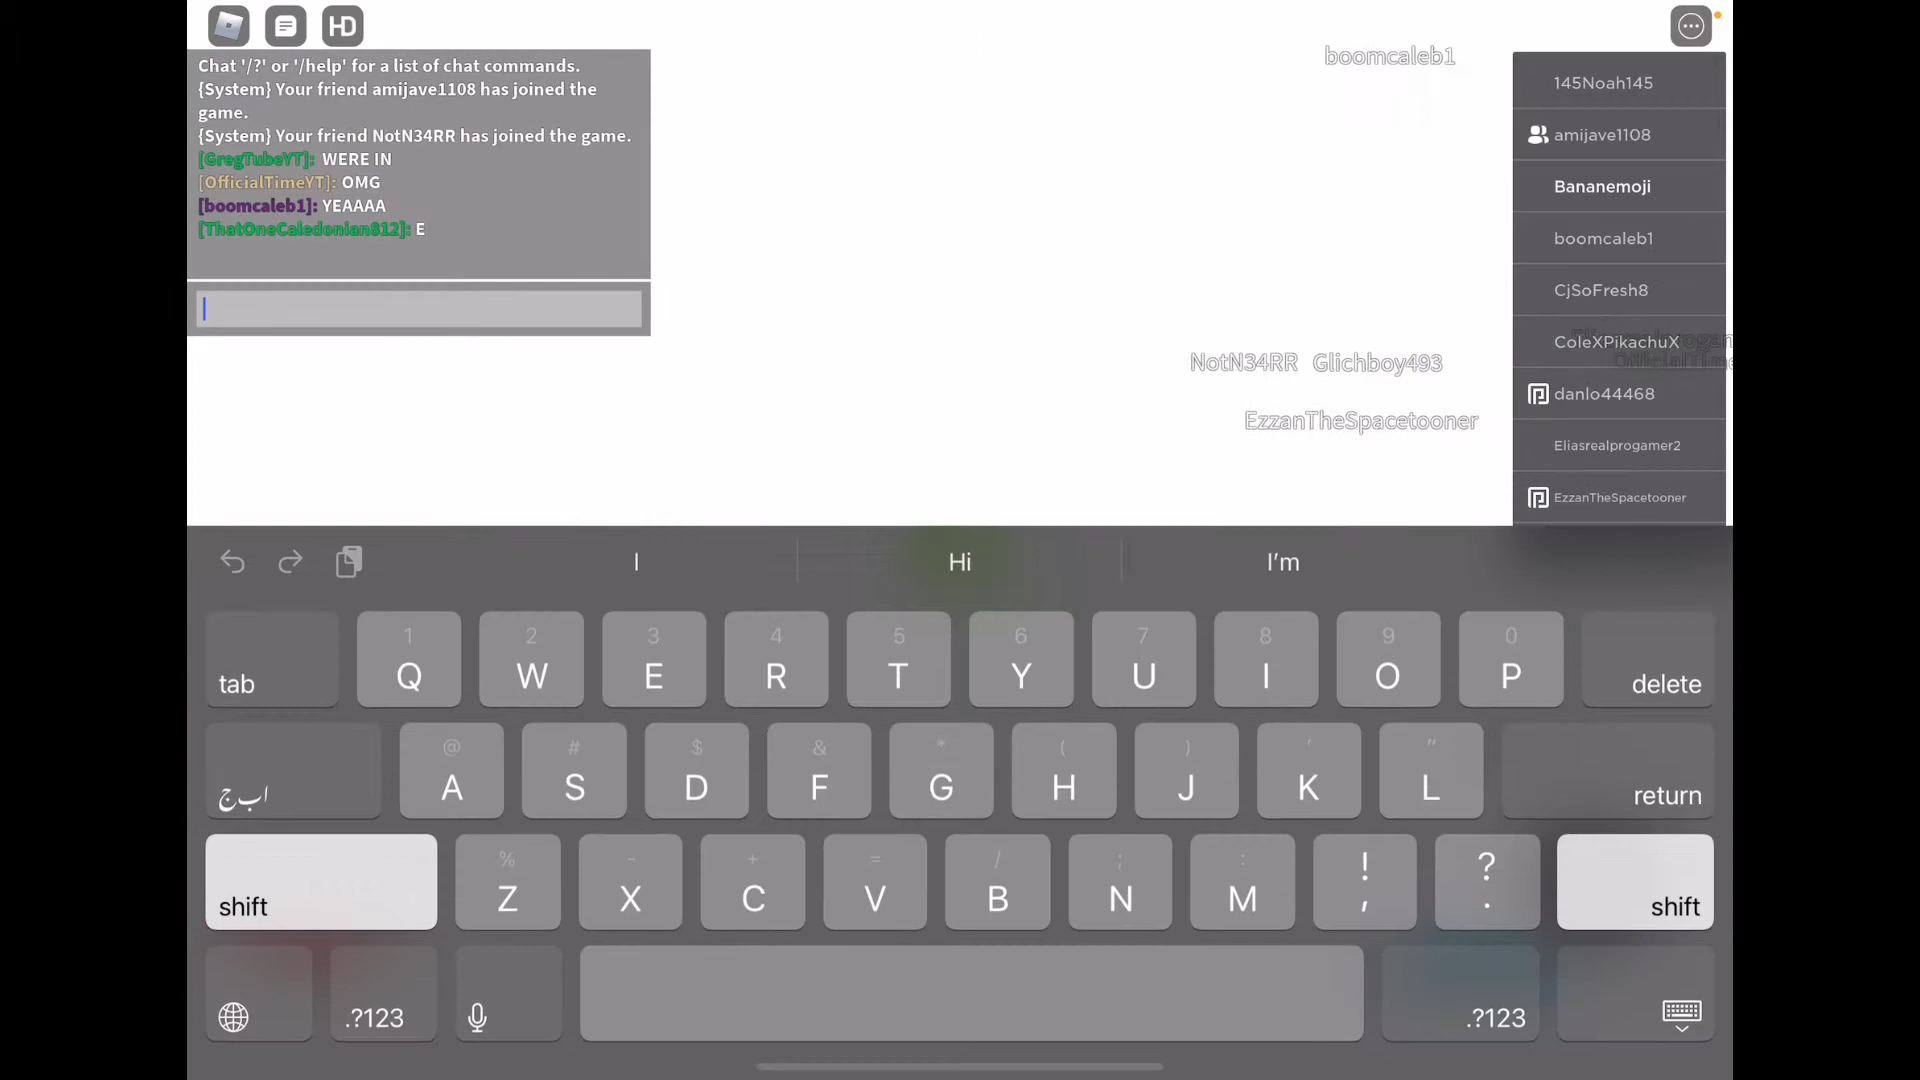 HD
boomcaleb1
Chat '/?' or '/help' for a list of chat commands.
{System} Your friend amijave1108 has joined the
game.
{System} Your friend NotN34RR has joined the game.
[GregTubeYT]: WERE IN
[OfficialTimeYT]: OMG
[boomcaleb1]: YEAAAA
[ThatOneCaledonian812]: E
145Noah145
amijave1108
Bananemoji
boomcaleb1
CjSoFresh8
ColeXPikachuX
danlo44468
Eliasrealprogamer2
EzzanTheSpacetooner
NotN34RR Glichboy493
EzzanTheSpacetooner
I Hi I'm
1 2 3 4 5 6 7 8 9 0
tab Q W E R T Y U I O P delete
@ # $ & * ( ) ' "
ا ب ج A S D F G H J K L return
% - + = / ; : ! ?
shift Z X C V B N M , . shift
.?123 .?123